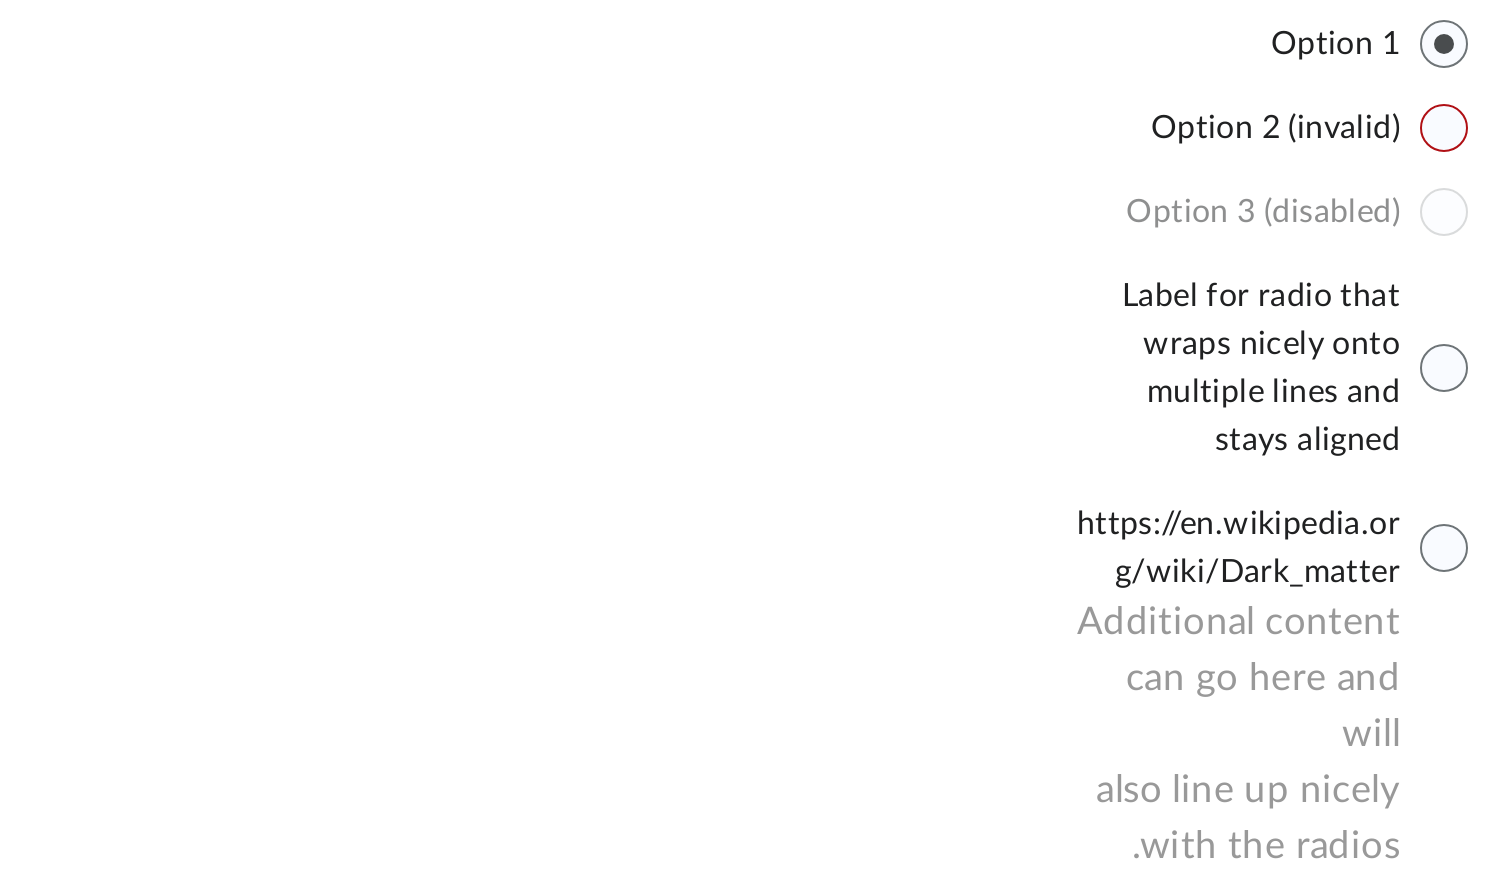 Option 1
Option 2 (invalid)
Option 3 (disabled)
Label for radio that
wraps nicely onto
multiple lines and
stays aligned
https://en.wikipedia.or
g/wiki/Dark_matter
Additional content
can go here and
will
also line up nicely
.with the radios